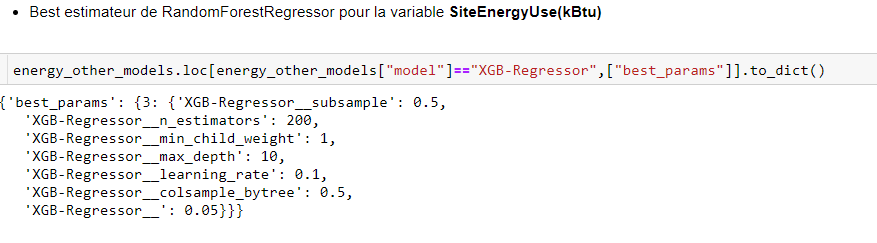 Best estimateur de RandomForestRegressor pour la variable SiteEnergyUse(kBtu)
energy_other_models.loc[energy_other_models["model"]=="XGB-Regressor",["best_params"]].to_dict()
{'best_params': {3: {'XGB-Regressor__subsample': 0.5,
'XGB-Regressor__n_estimators': 200,
'XGB-Regressor__min_child_weight': 1,
'XGB-Regressor__max_depth': 10,
'XGB-Regressor__learning_rate': 0.1,
'XGB-Regressor__colsample_bytree': 0.5,
'XGB-Regressor__': 0.05}}}